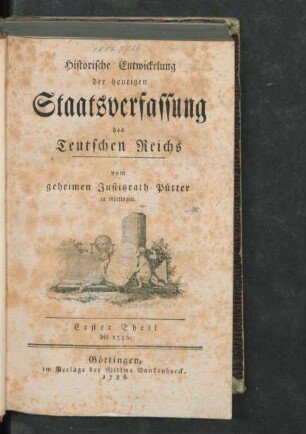 Historische Entwickelung
der heutigen
Staatsverfassung
des
Teutschen Reichs
vom
geheimen Justitzrath Pütter
zu Göttingen.
Erster Theil
bis 1558.
Göttingen,
im Verlage der Wittwe Vandenhoeck,
1786.